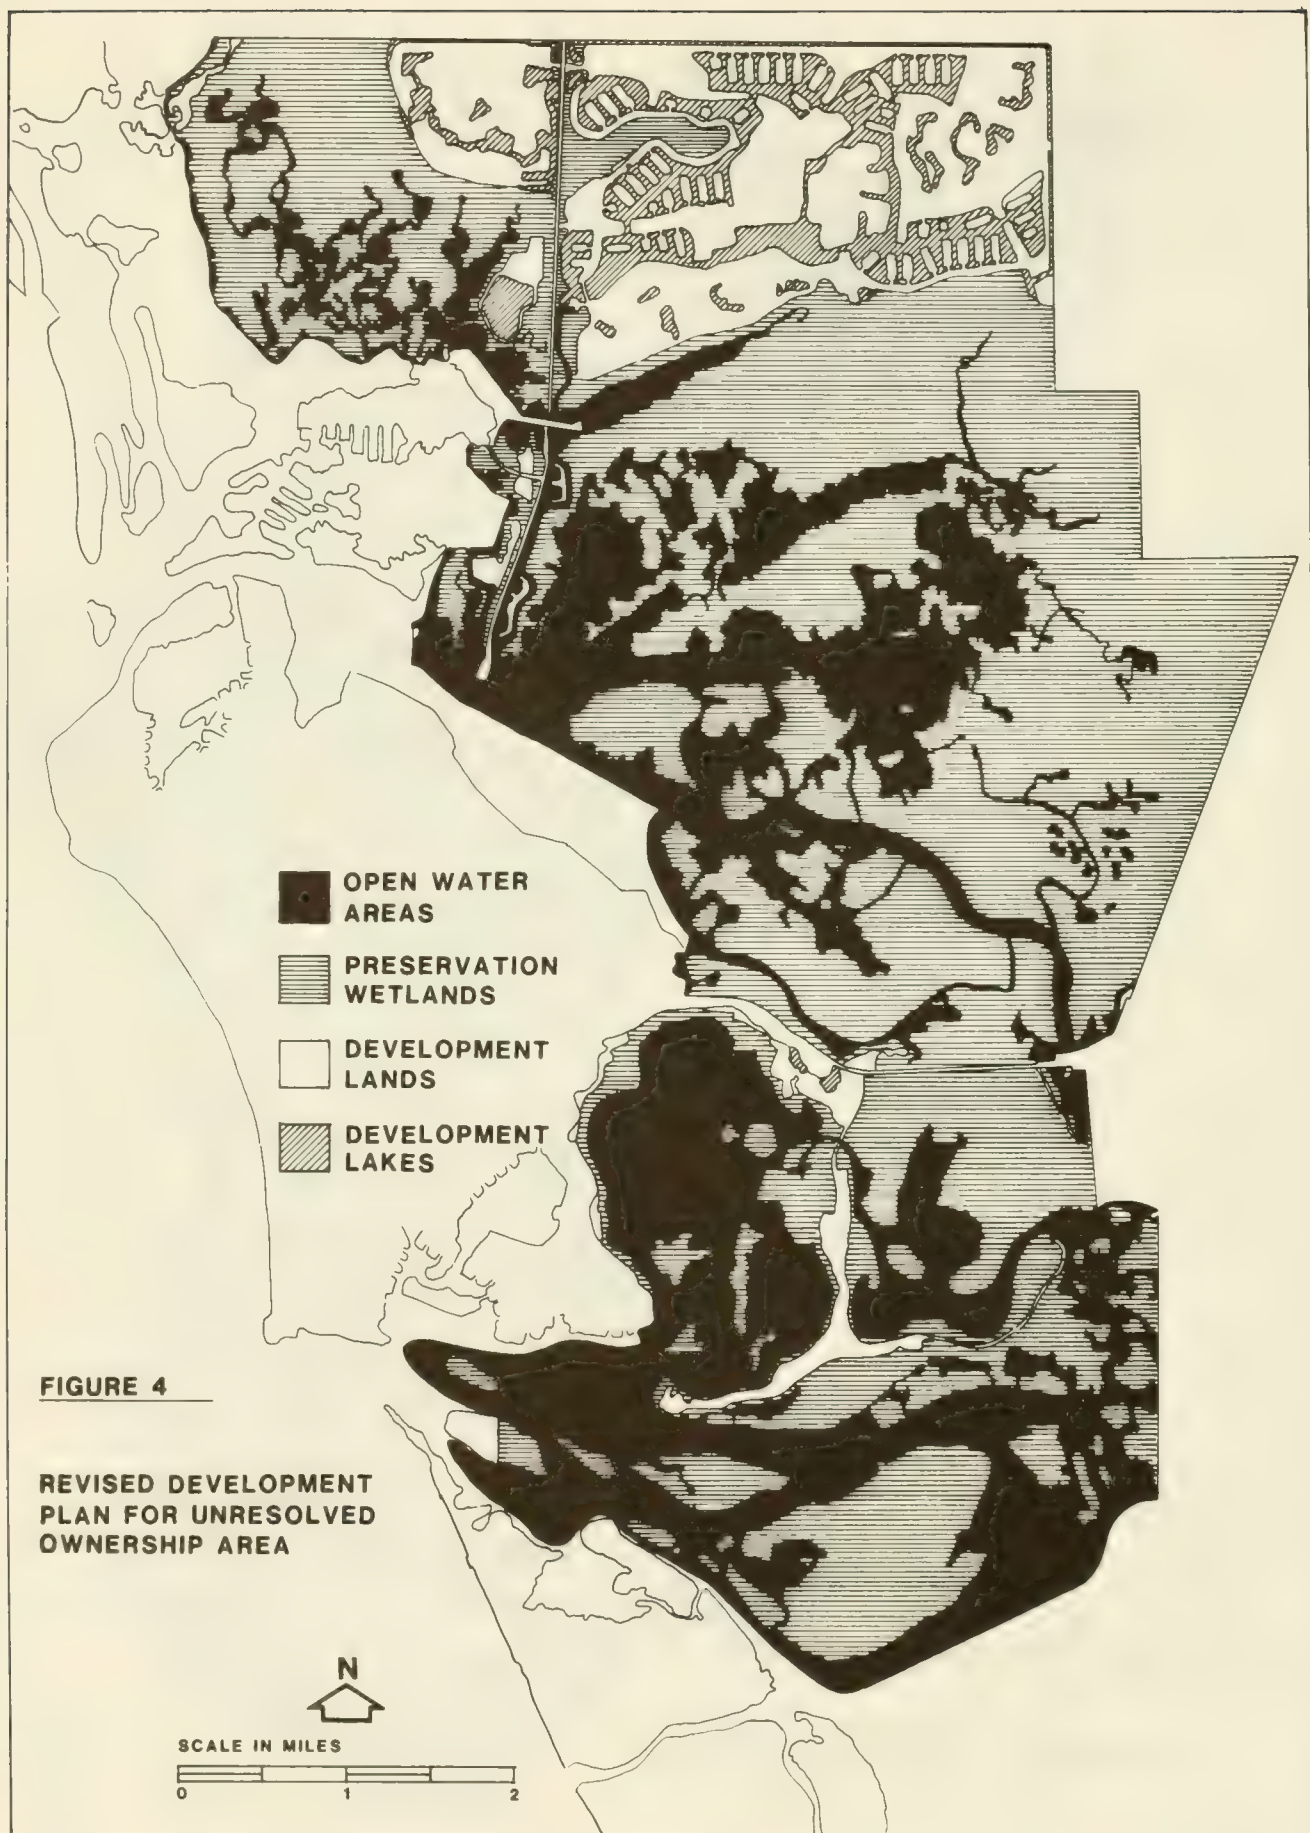 OPEN WATER
AREAS
PRESERVATION
WETLANDS
DEVELOPMENT
LANDS
DEVELOPMENT
LAKES
FIGURE 4
REVISED DEVELOPMENT
PLAN FOR UNRESOLVED
OWNERSHIP AREA
N
SCALE IN MILES
0 1 2